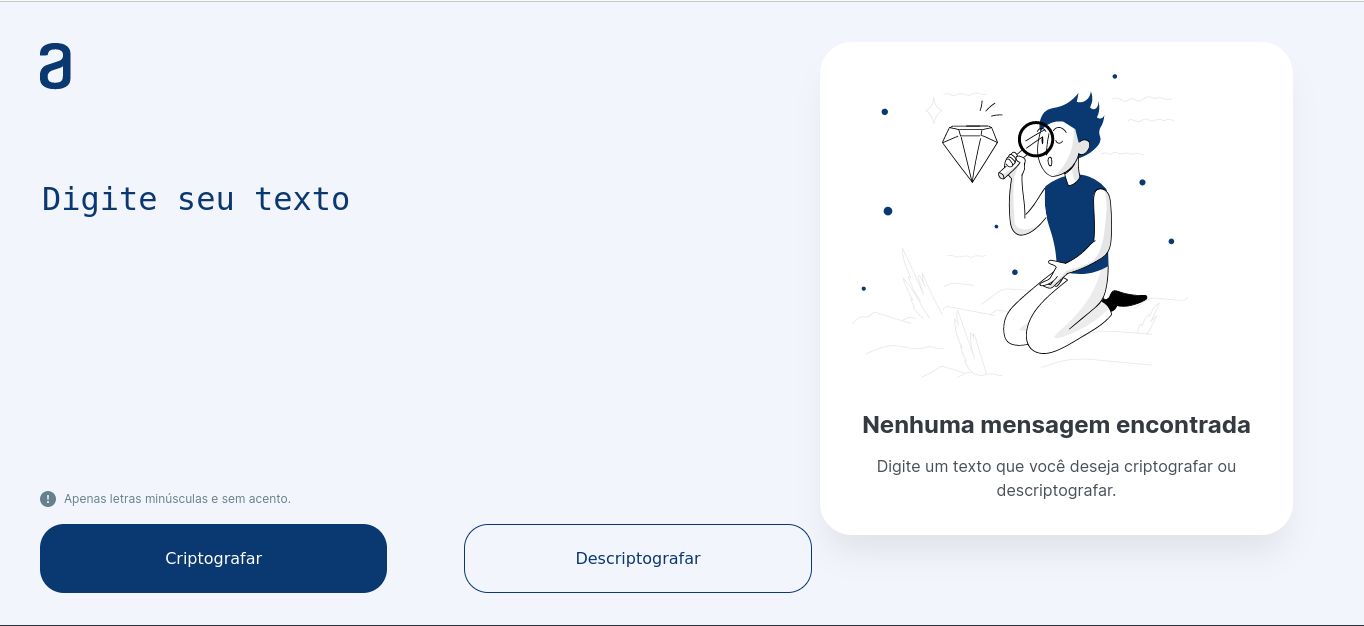 a
Digite seu texto
Apenas letras minúsculas e sem acento.
Criptografar
Descriptografar
Nenhuma mensagem encontrada
Digite um texto que você deseja criptografar ou
descriptografar.